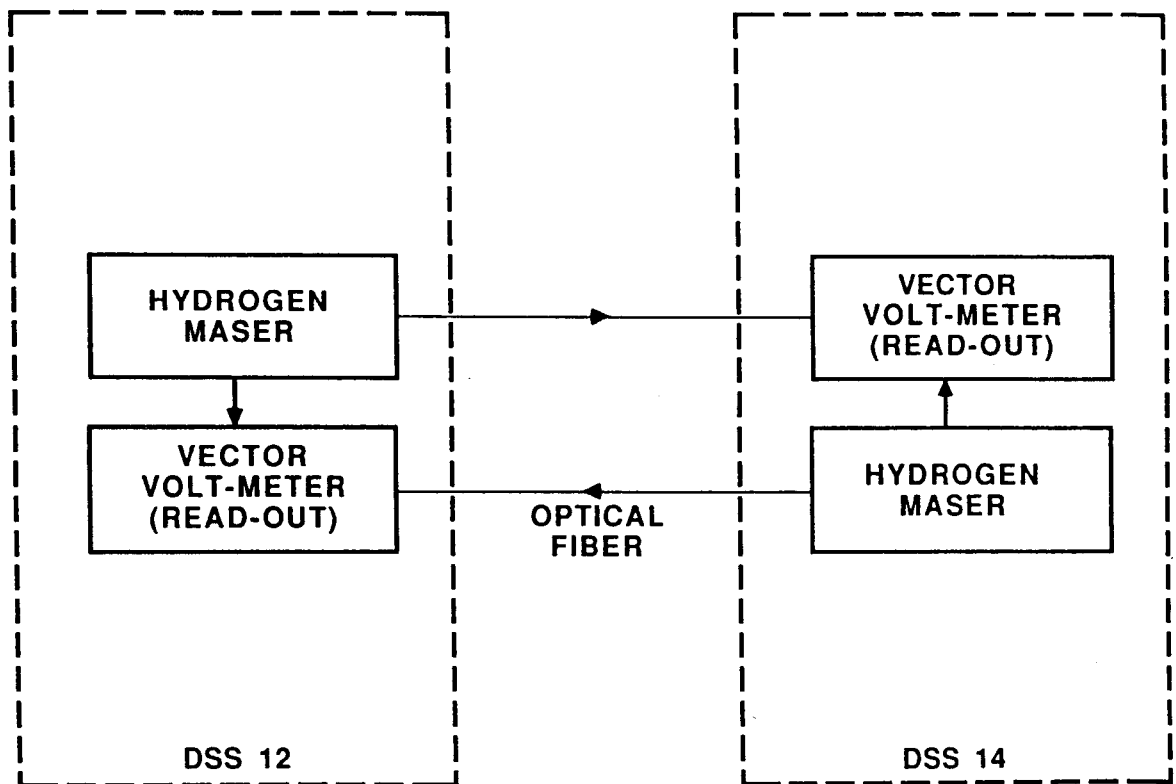 HYDROGEN
MASER
VECTOR
VOLT-METER
(READ-OUT)
VECTOR
VOLT-METER
(READ-OUT)
HYDROGEN
MASER
OPTICAL
FIBER
DSS 12
DSS 14